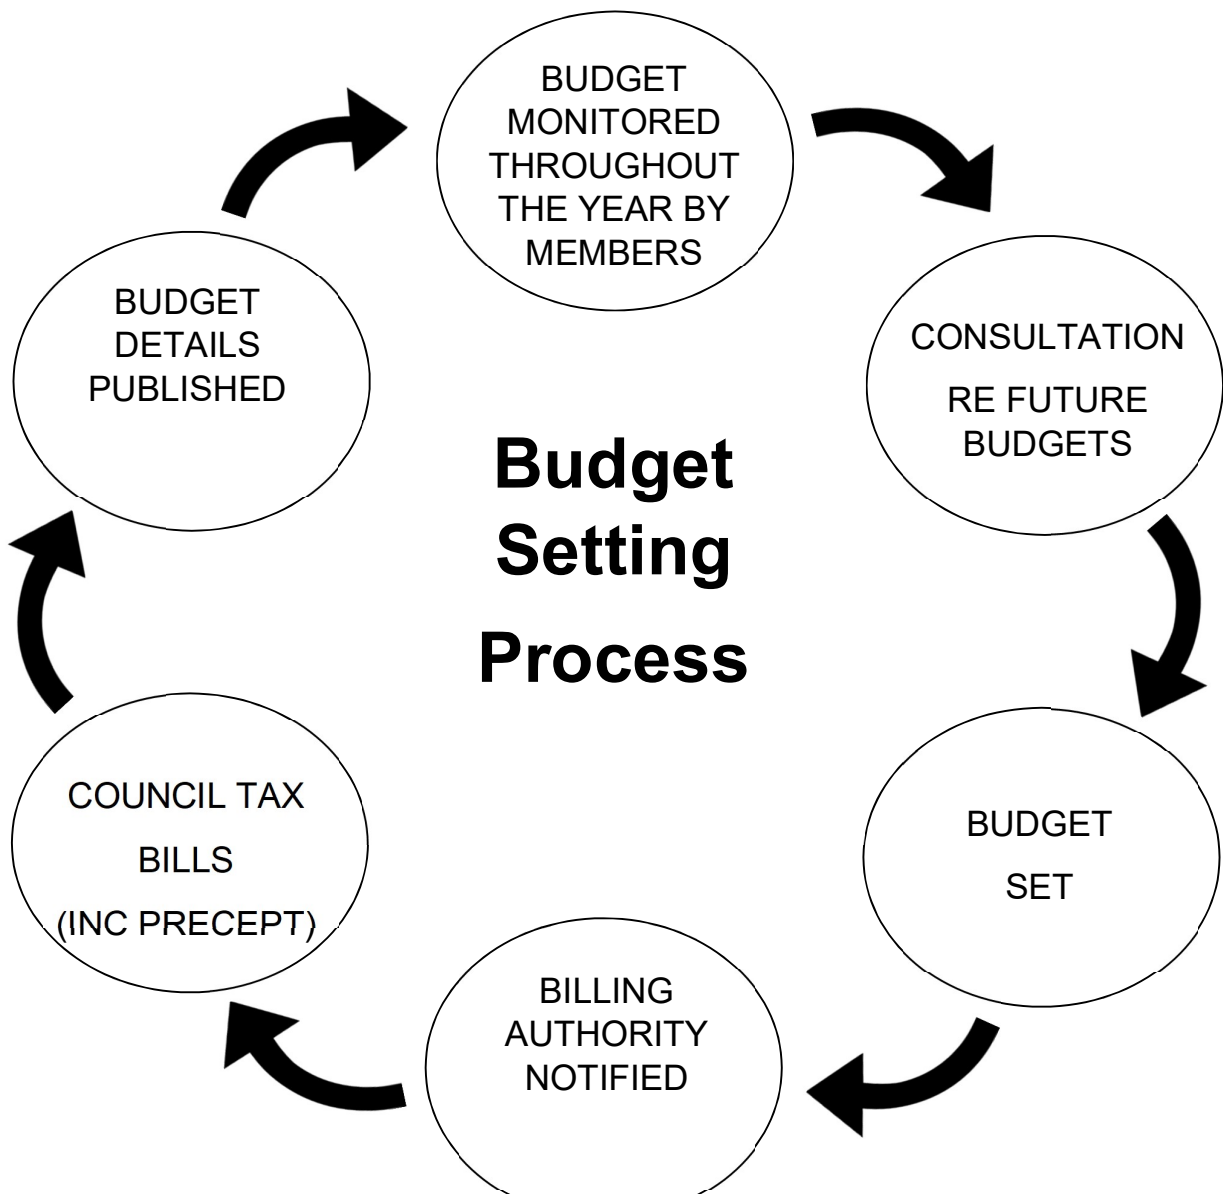 BUDGET
MONITORED
THROUGHOUT
THE YEAR BY
MEMBERS
CONSULTATION
RE FUTURE
BUDGETS
BUDGET
SET
BILLING
AUTHORITY
NOTIFIED
COUNCIL TAX
BILLS
(INC PRECEPT)
BUDGET
DETAILS
PUBLISHED
Budget
Setting
Process